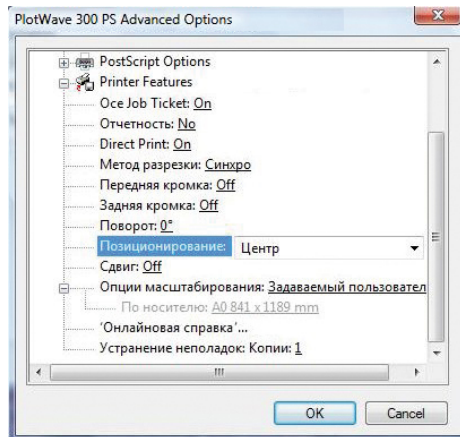 PlotWave 300 PS Advanced Options
PostScript Options
Printer Features
Oce Job Ticket: On
Отчетность: No
Direct Print: On
Метод разрезки: Синхро
Передняя кромка: Off
Задняя кромка: Off
Поворот: 0°
Позиционирование: Центр
Сдвиг: Off
Опции масштабирования: Задаваемый пользовател
По носителю: A0 841 x 1189 mm
'Онлайновая справка'...
Устранение неполадок: Копии: 1
OK Cancel